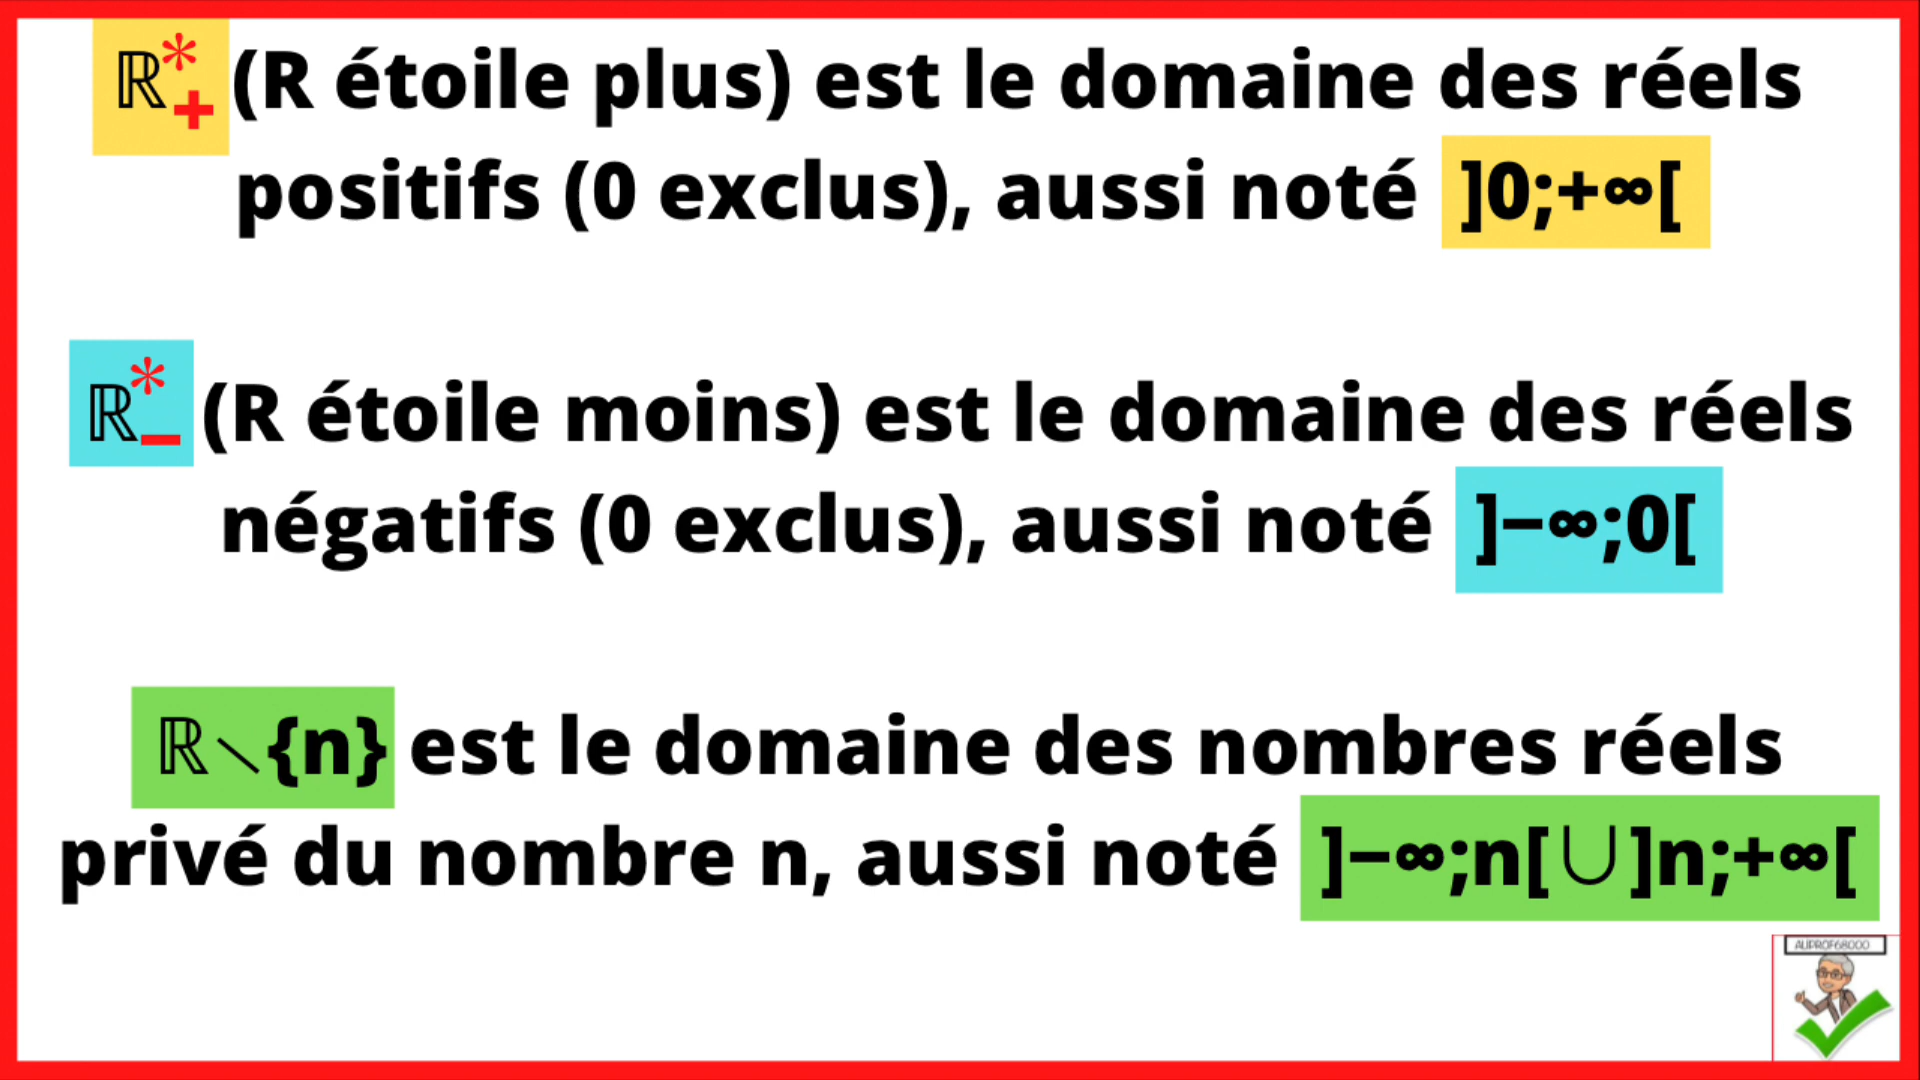 ℝ*₊ (R étoile plus) est le domaine des réels
positifs (0 exclus), aussi noté ]0;+∞[
ℝ*₋ (R étoile moins) est le domaine des réels
négatifs (0 exclus), aussi noté ]−∞;0[
ℝ∖{n} est le domaine des nombres réels
privé du nombre n, aussi noté ]−∞;n[∪]n;+∞[
ALIPROF68000